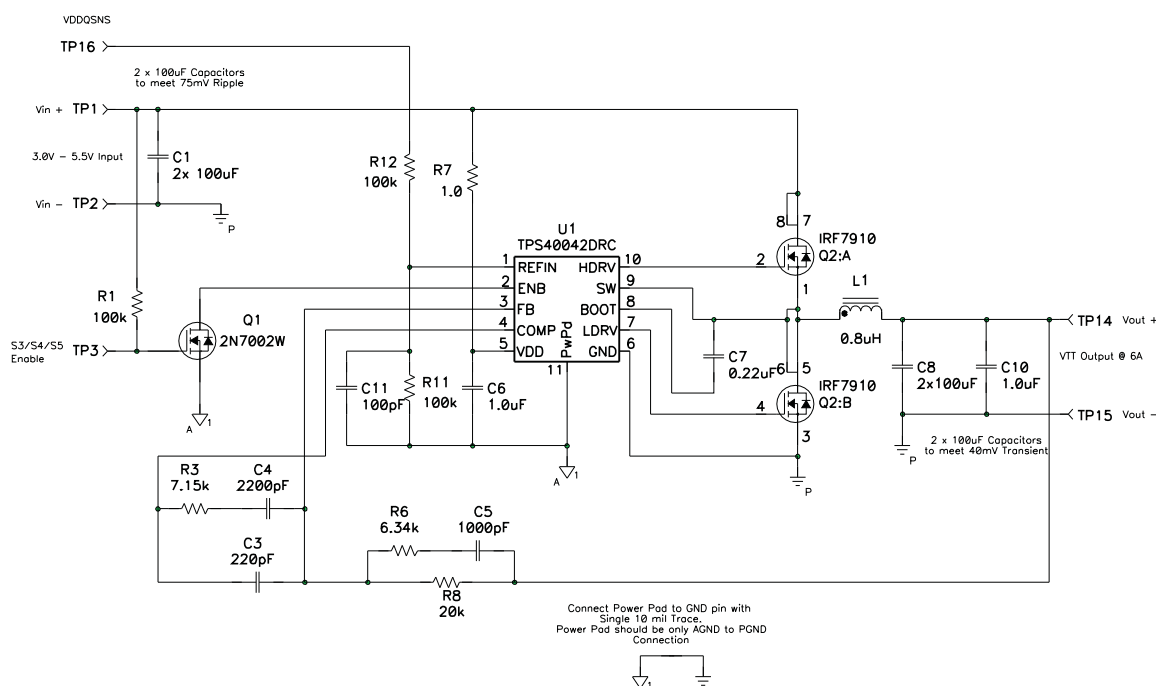 VDDQSNS
TP16
2 x 100uF Capacitors
to meet 75mV Ripple
Vin + TP1
3.0V - 5.5V Input
C1
2x 100uF
Vin - TP2
P
R12
100k
R7
1.0
U1
TPS40042DRC
1 REFIN HDRV 10
2 ENB SW 9
3 FB BOOT 8
4 COMP LDRV 7
5 VDD GND 6
PwPd
11
8 7
IRF7910
Q2:A
2
1
L1
0.8uH
R1
100k
Q1
2N7002W
S3/S4/S5
Enable
TP3
A 1
C11
100pF
R11
100k
C6
1.0uF
A 1
C7
0.22uF
6 5
IRF7910
Q2:B
4
3
P
C8
2x100uF
C10
1.0uF
TP14 Vout +
VTT Output @ 6A
TP15 Vout -
P
2 x 100uF Capacitors
to meet 40mV Transient
R3
7.15k
C4
2200pF
C3
220pF
R6
6.34k
C5
1000pF
R8
20k
Connect Power Pad to GND pin with
Single 10 mil Trace.
Power Pad should be only AGND to PGND
Connection
1